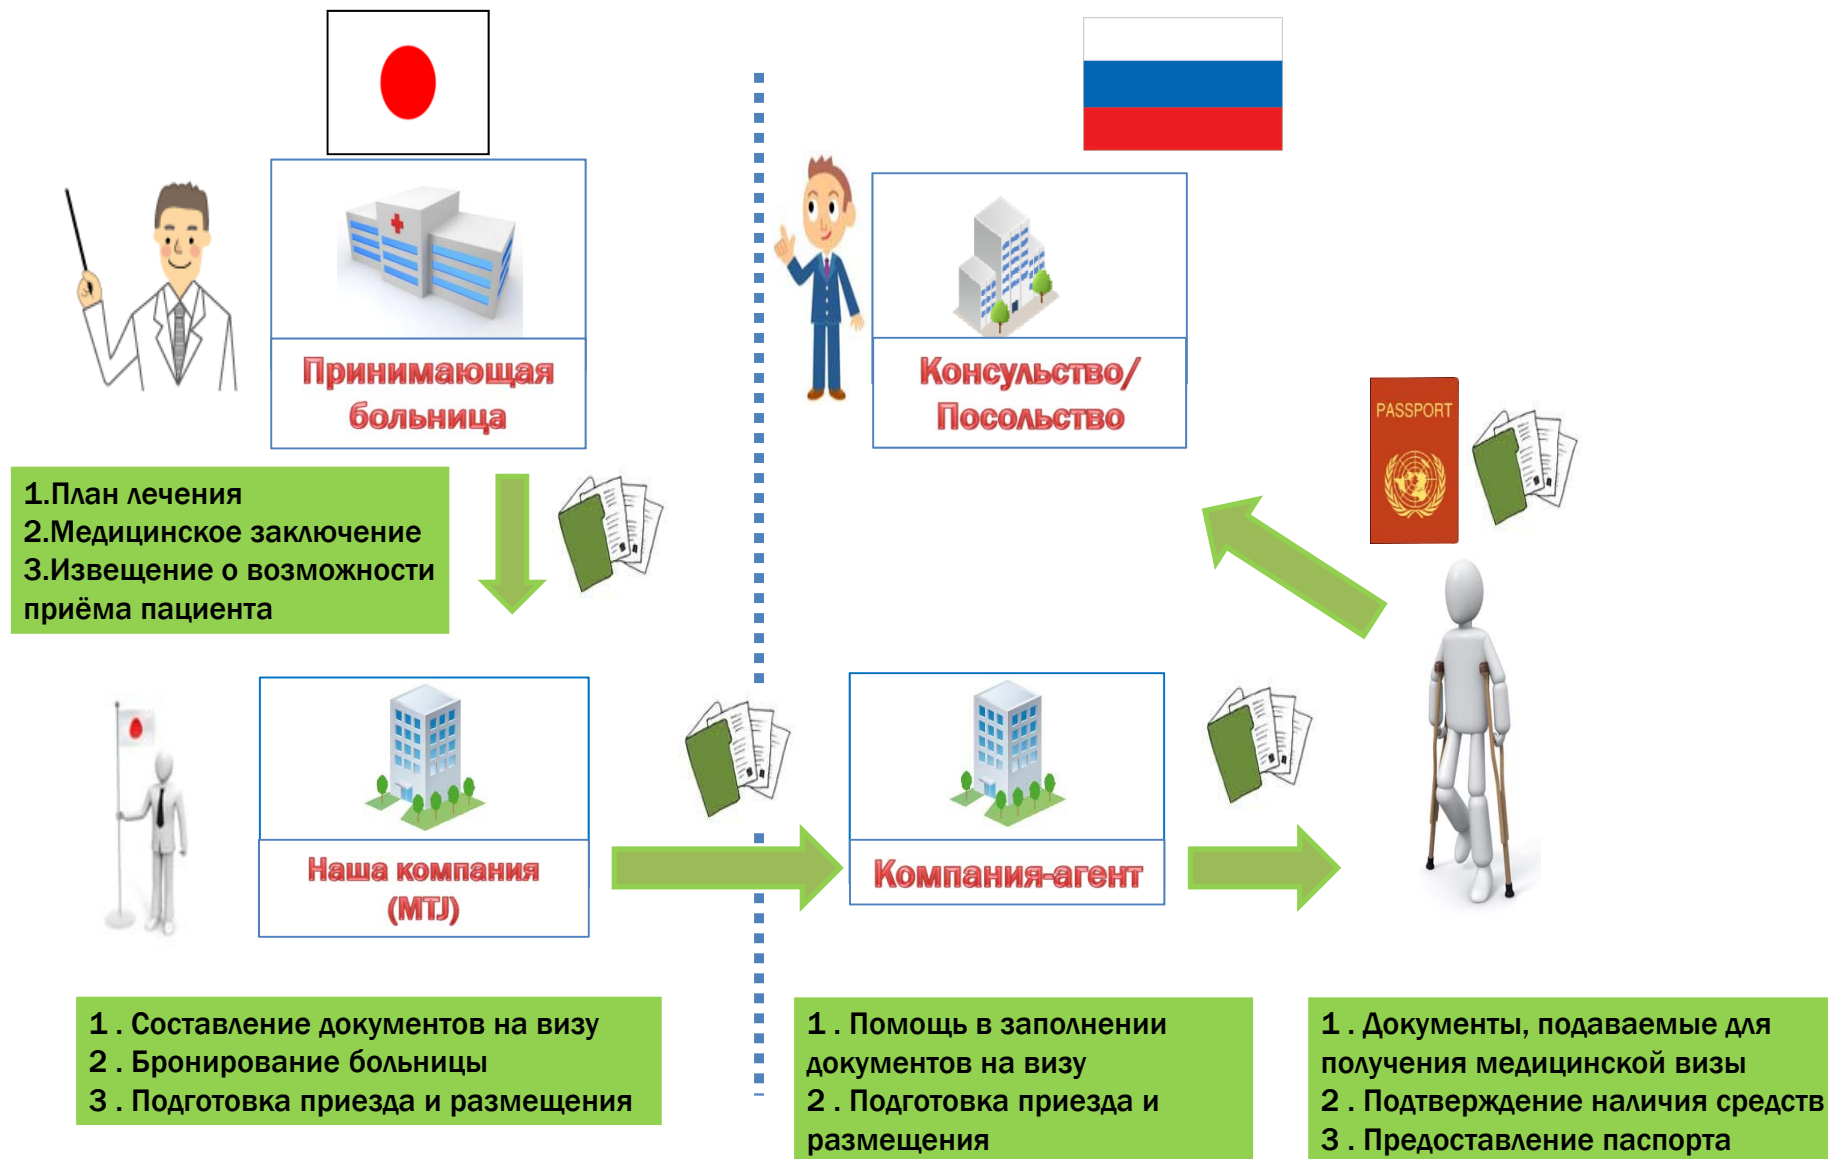 Принимающая
больница
Консульство/
Посольство
PASSPORT
1.План лечения
2.Медицинское заключение
3.Извещение о возможности
приёма пациента
Наша компания
(MTJ)
Компания-агент
1 . Составление документов на визу
2 . Бронирование больницы
3 . Подготовка приезда и размещения
1 . Помощь в заполнении
документов на визу
2 . Подготовка приезда и
размещения
1 . Документы, подаваемые для
получения медицинской визы
2 . Подтверждение наличия средств
3 . Предоставление паспорта